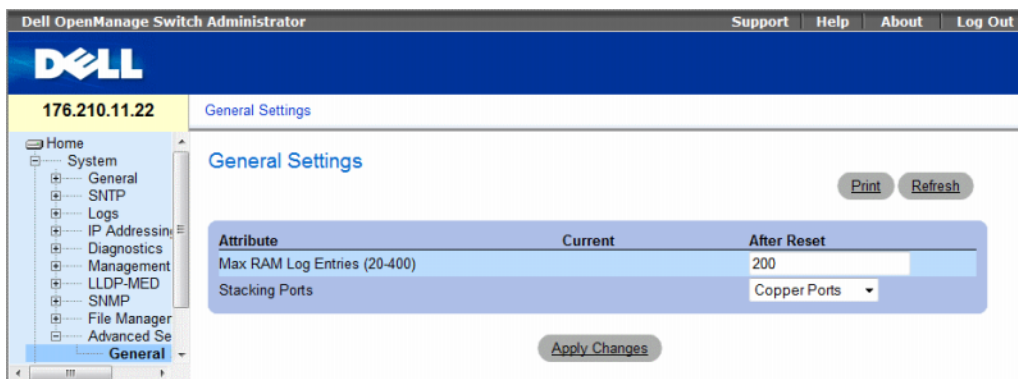 Dell OpenManage Switch Administrator
Support Help About Log Out
DELL
176.210.11.22
General Settings
Home
System
General
SNTP
Logs
IP Addressing
Diagnostics
Management
LLDP-MED
SNMP
File Manager
Advanced Se
General
General Settings
Print Refresh
Attribute Current After Reset
Max RAM Log Entries (20-400) 200
Stacking Ports Copper Ports
Apply Changes